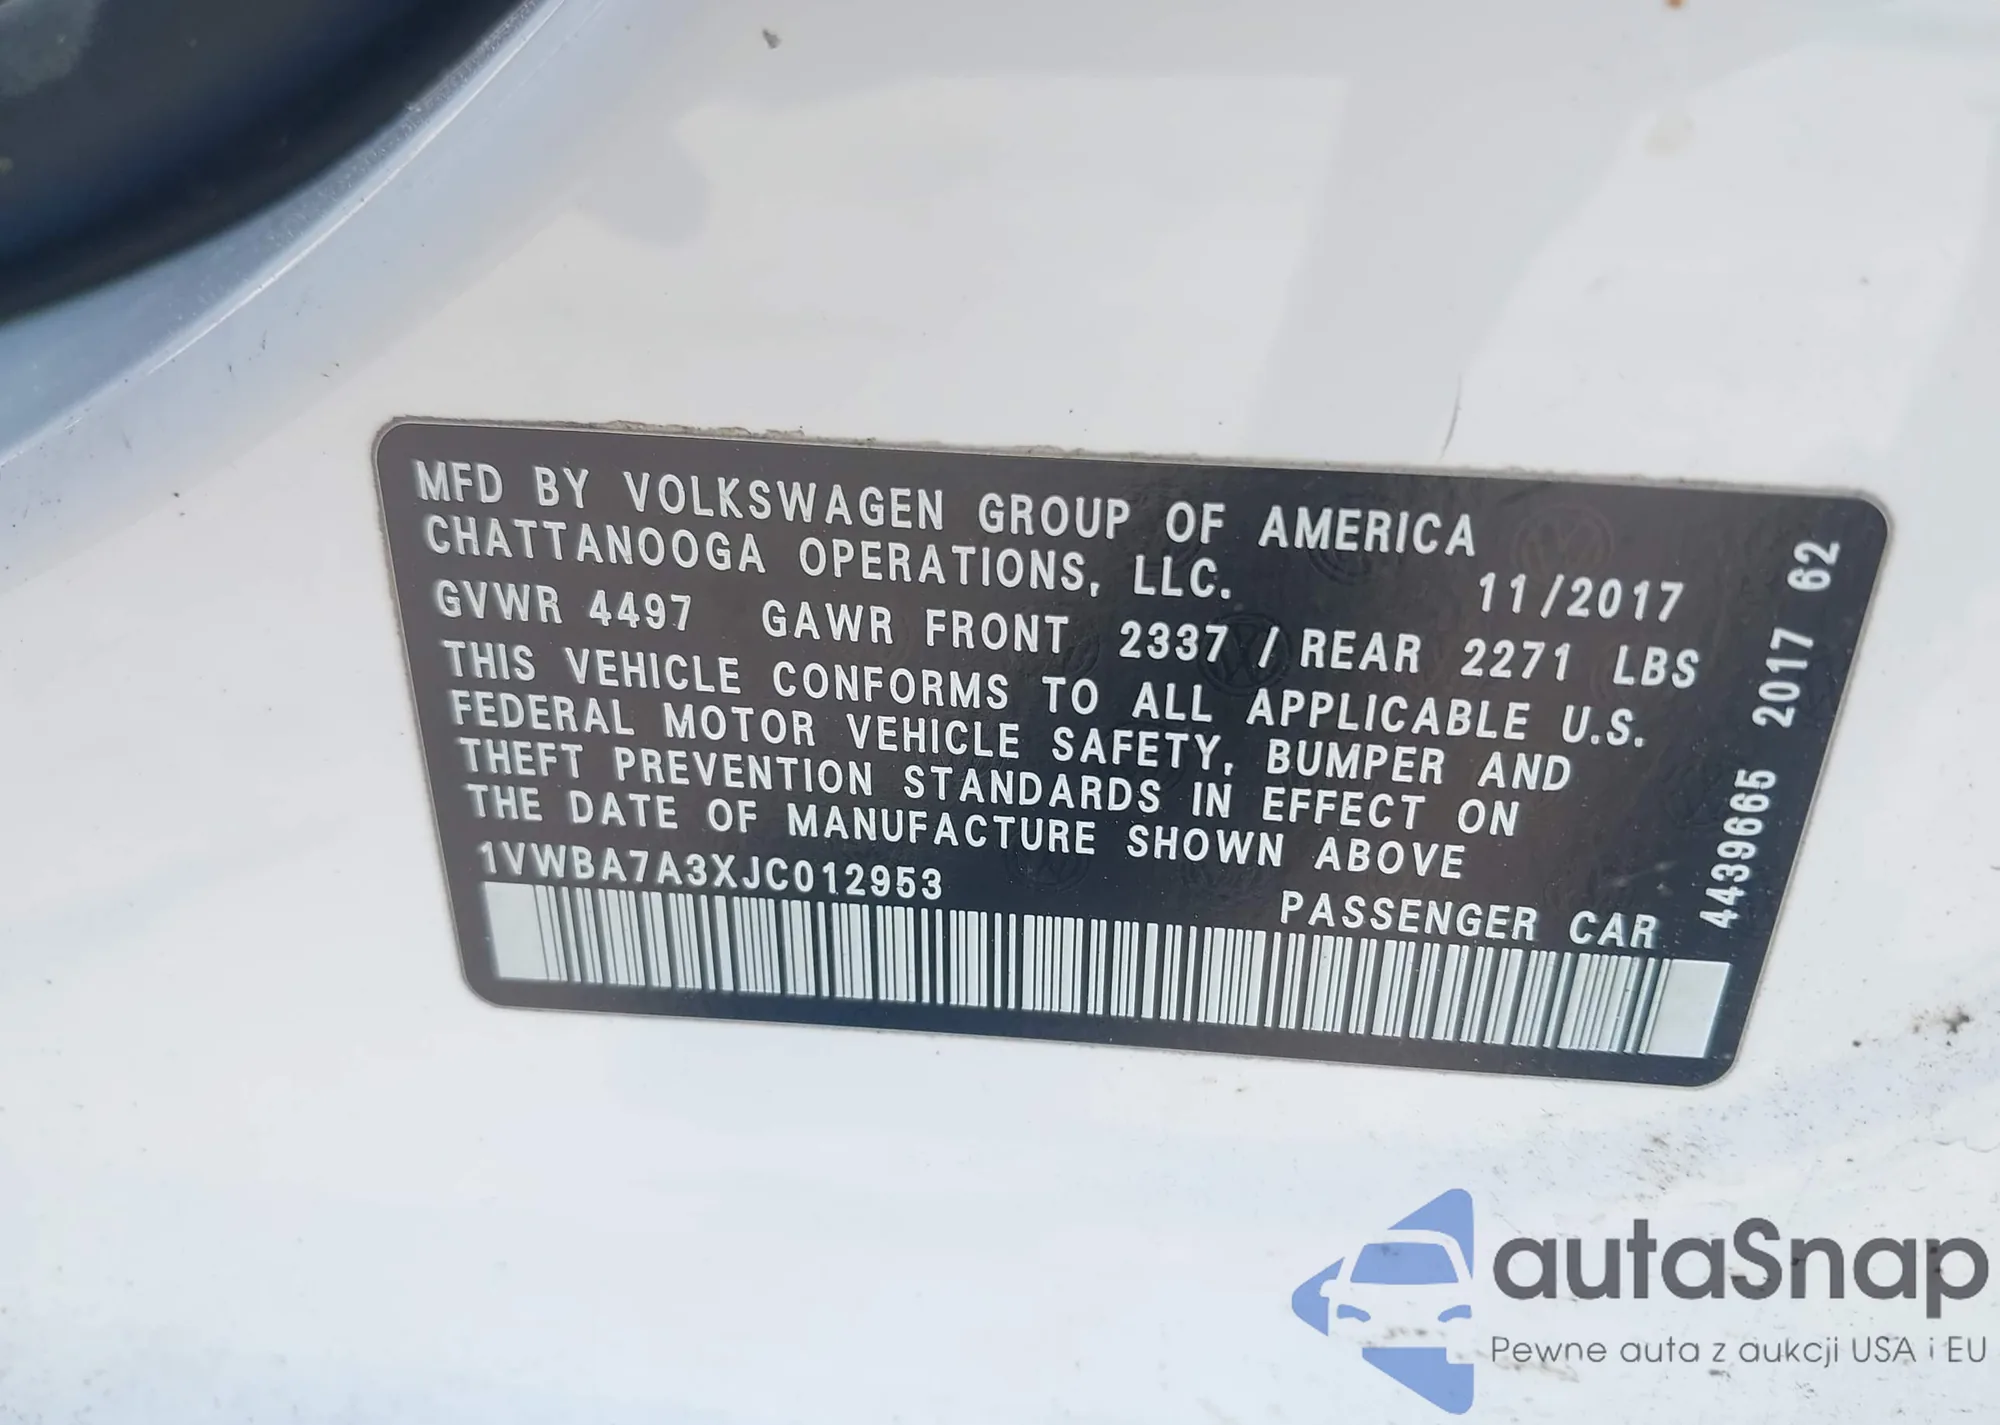 MFD BY VOLKSWAGEN GROUP OF AMERICA
CHATTANOOGA OPERATIONS, LLC.
11/2017
GVWR 4497 GAWR FRONT 2337 / REAR 2271 LBS
THIS VEHICLE CONFORMS TO ALL APPLICABLE U.S.
FEDERAL MOTOR VEHICLE SAFETY, BUMPER AND
THEFT PREVENTION STANDARDS IN EFFECT ON
THE DATE OF MANUFACTURE SHOWN ABOVE
1VWBA7A3XJC012953
PASSENGER CAR
4439665 2017 62
autaSnap
Pewne auta z aukcji USA i EU